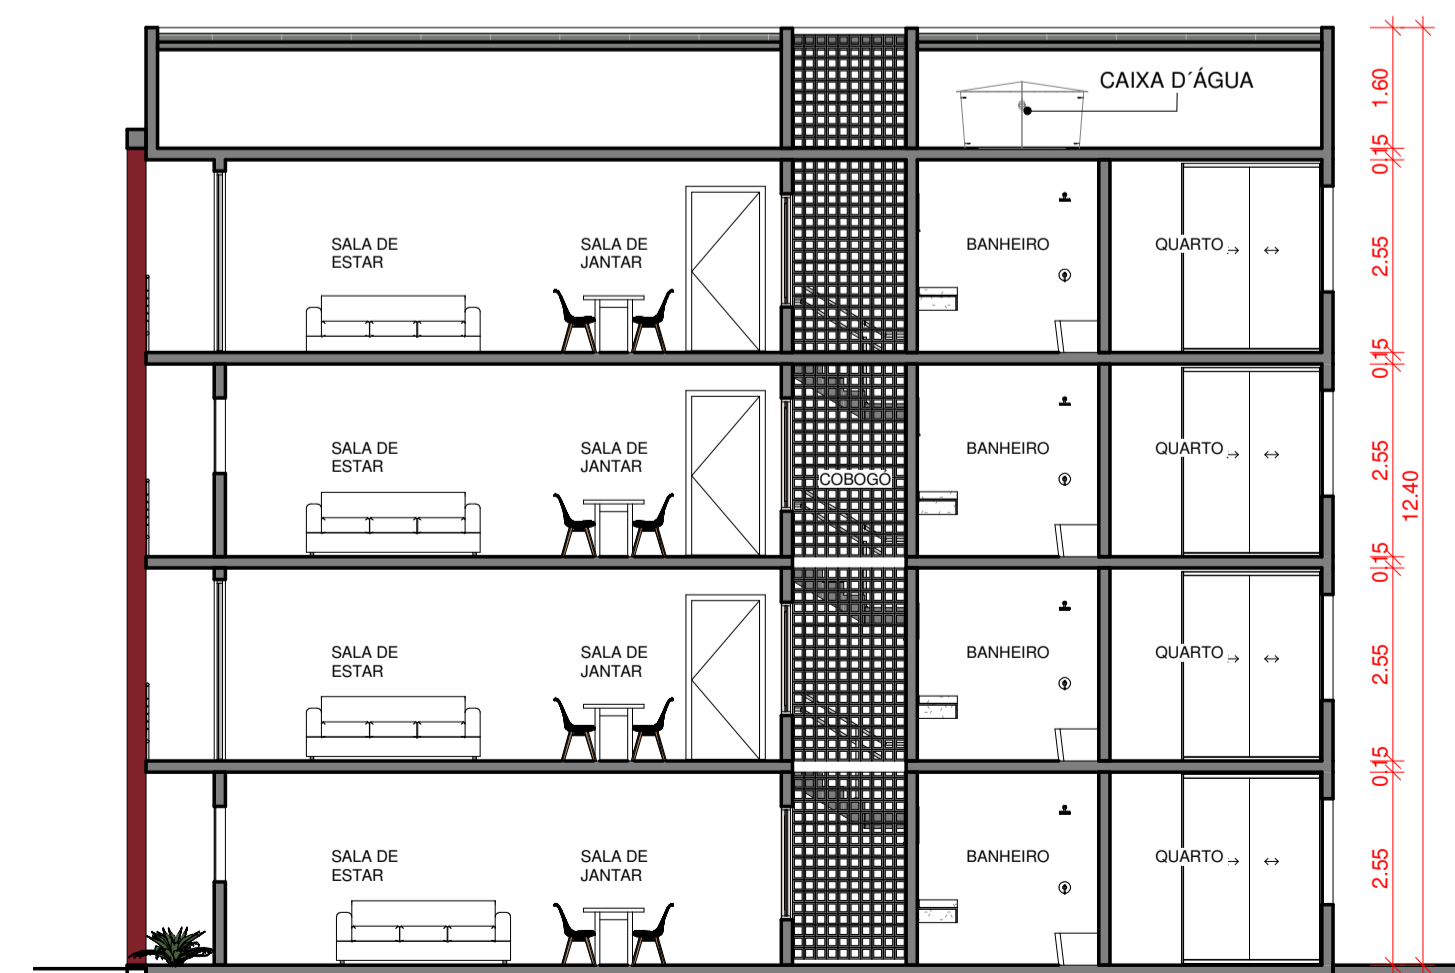 CAIXA D´ÁGUA
1.60
0.15
SALA DE
ESTAR
SALA DE
JANTAR
BANHEIRO
QUARTO
2.55
0.15
SALA DE
ESTAR
SALA DE
JANTAR
COBOGÓ
BANHEIRO
QUARTO
2.55
12.40
0.15
SALA DE
ESTAR
SALA DE
JANTAR
BANHEIRO
QUARTO
2.55
0.15
SALA DE
ESTAR
SALA DE
JANTAR
BANHEIRO
QUARTO
2.55